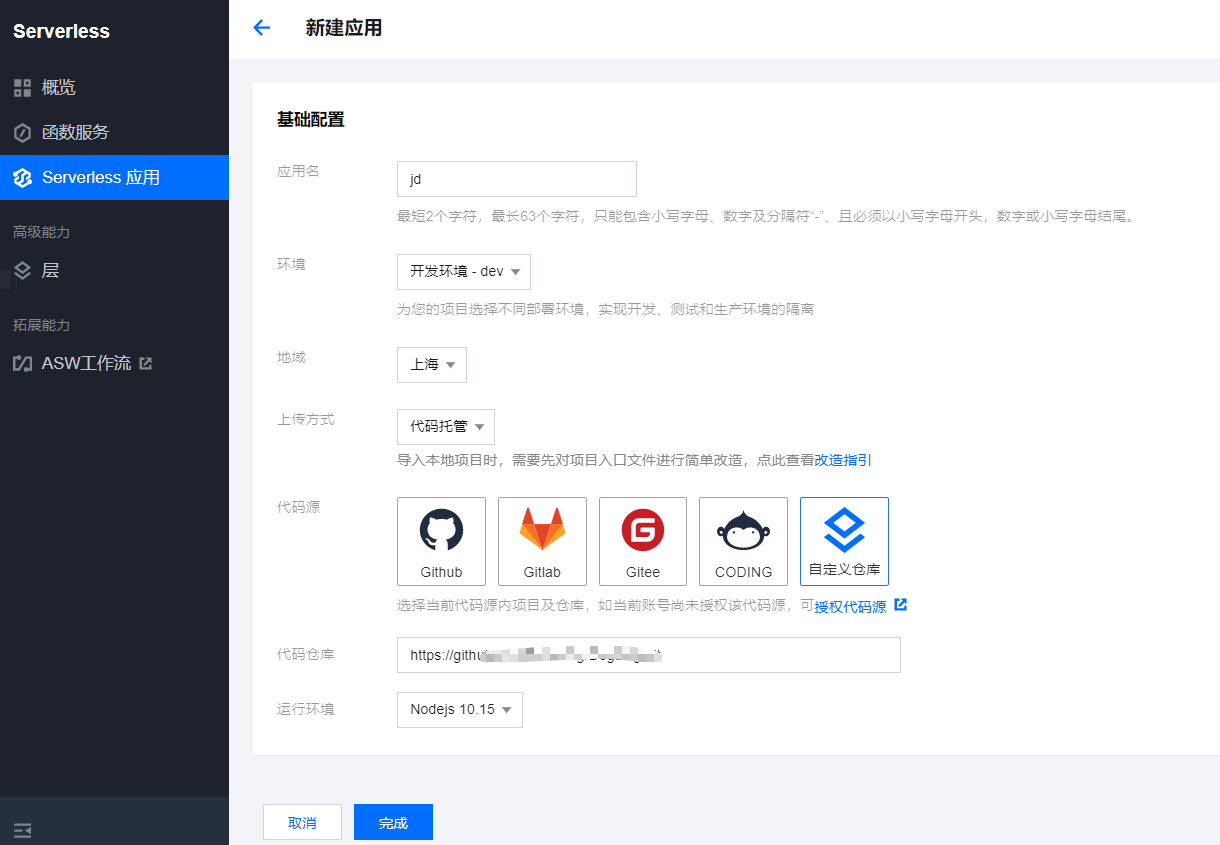 Serverless
概览
函数服务
Serverless 应用
高级能力
层
拓展能力
ASW工作流
新建应用
基础配置
应用名
jd
最短2个字符，最长63个字符，只能包含小写字母、数字及分隔符"-"、且必须以小写字母开头，数字或小写字母结尾。
环境
开发环境 - dev
为您的项目选择不同部署环境，实现开发、测试和生产环境的隔离
地域
上海
上传方式
代码托管
导入本地项目时，需要先对项目入口文件进行简单改造，点此查看改造指引
代码源
Github
Gitlab
Gitee
CODING
自定义仓库
选择当前代码源内项目及仓库，如当前账号尚未授权该代码源，可授权代码源
代码仓库
https://githu
运行环境
Nodejs 10.15
取消
完成